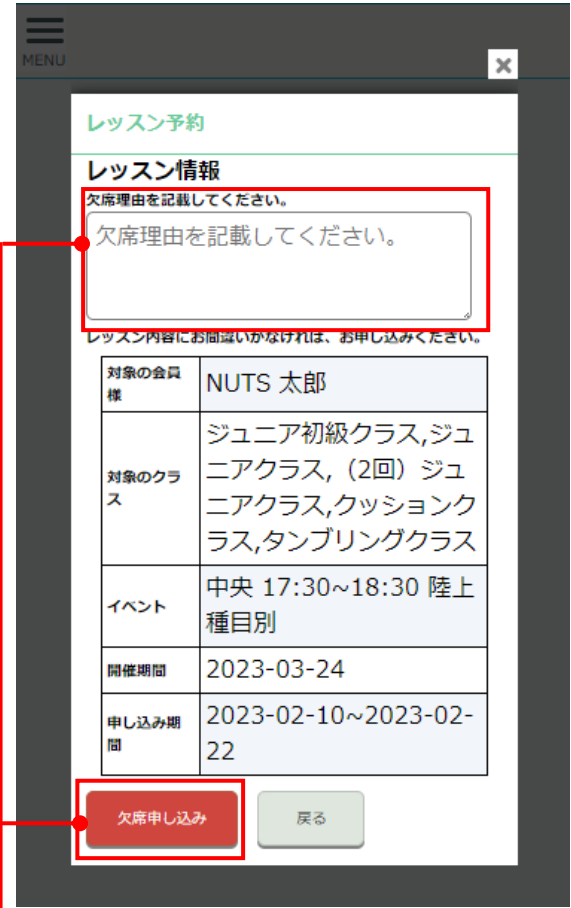 MENU
×
レッスン予約
レッスン情報
欠席理由を記載してください。
欠席理由を記載してください。
レッスン内容にお間違いがなければ、お申し込みください。
対象の会員
様
NUTS 太郎
対象のクラ
ス
ジュニア初級クラス,ジュ
ニアクラス,（2回）ジュ
ニアクラス,クッションク
ラス,タンブリングクラス
イベント
中央 17:30~18:30 陸上
種目別
開催期間
2023-03-24
申し込み期
間
2023-02-10~2023-02-
22
欠席申し込み
戻る